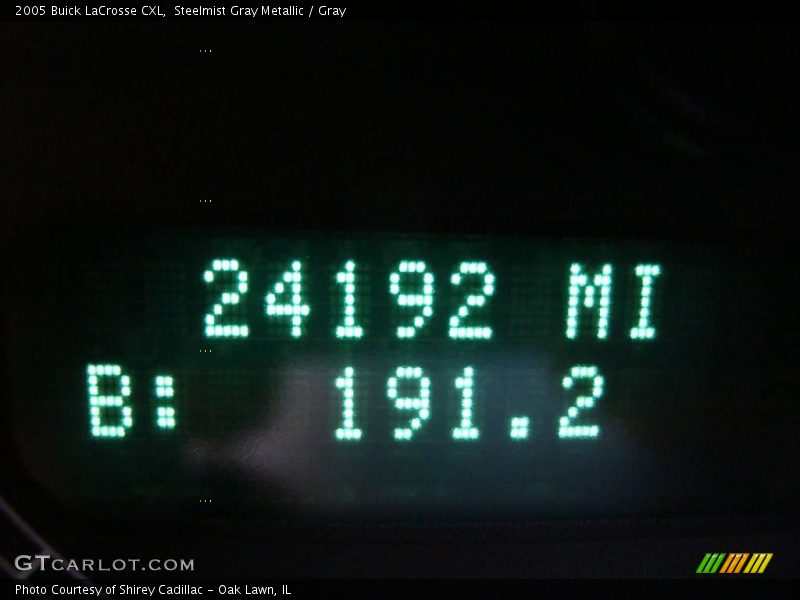 2005 Buick LaCrosse CXL,  Steelmist Gray Metallic / Gray
24192 MI
B: 191.2
GTCARLOT.COM
Photo Courtesy of Shirey Cadillac - Oak Lawn, IL